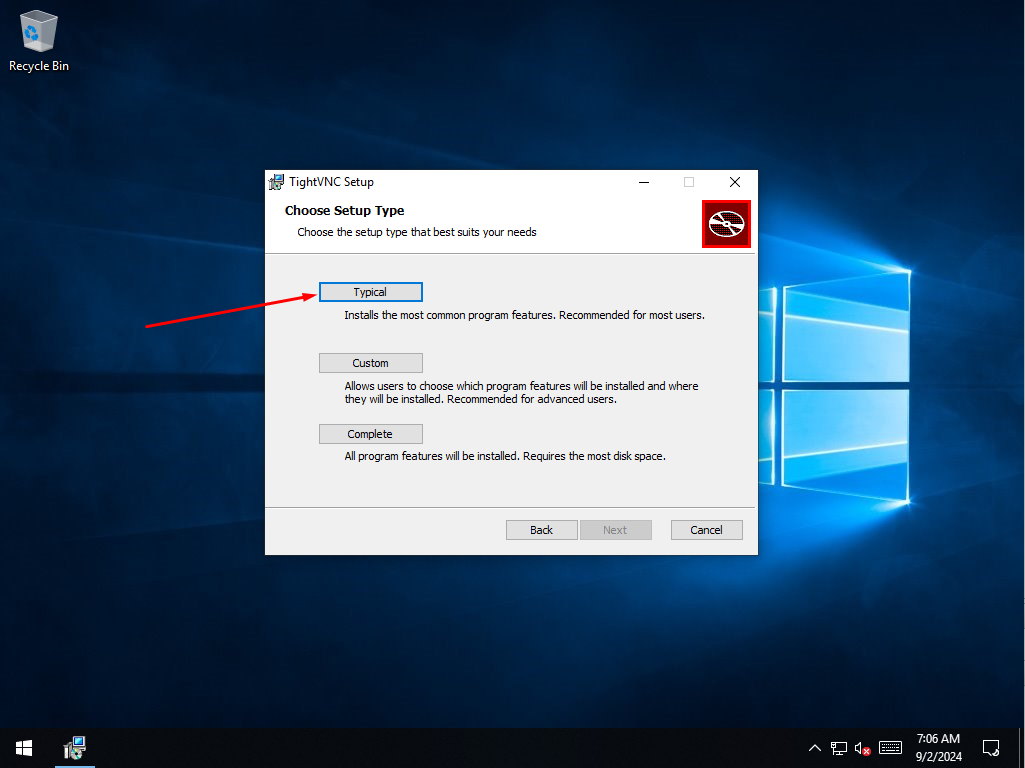 Recycle Bin
TightVNC Setup
Choose Setup Type
Choose the setup type that best suits your needs
Typical
Installs the most common program features. Recommended for most users.
Custom
Allows users to choose which program features will be installed and where
they will be installed. Recommended for advanced users.
Complete
All program features will be installed. Requires the most disk space.
Back
Next
Cancel
7:06 AM
9/2/2024